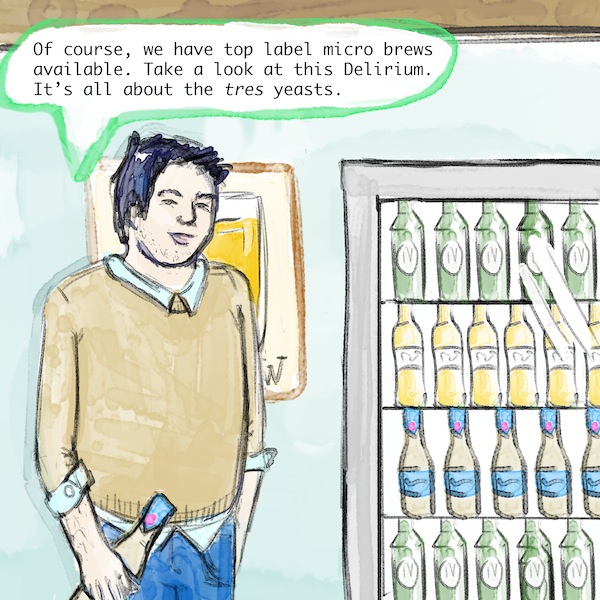 Of course, we have top label micro brews
available. Take a look at this Delirium.
It's all about the tres yeasts.